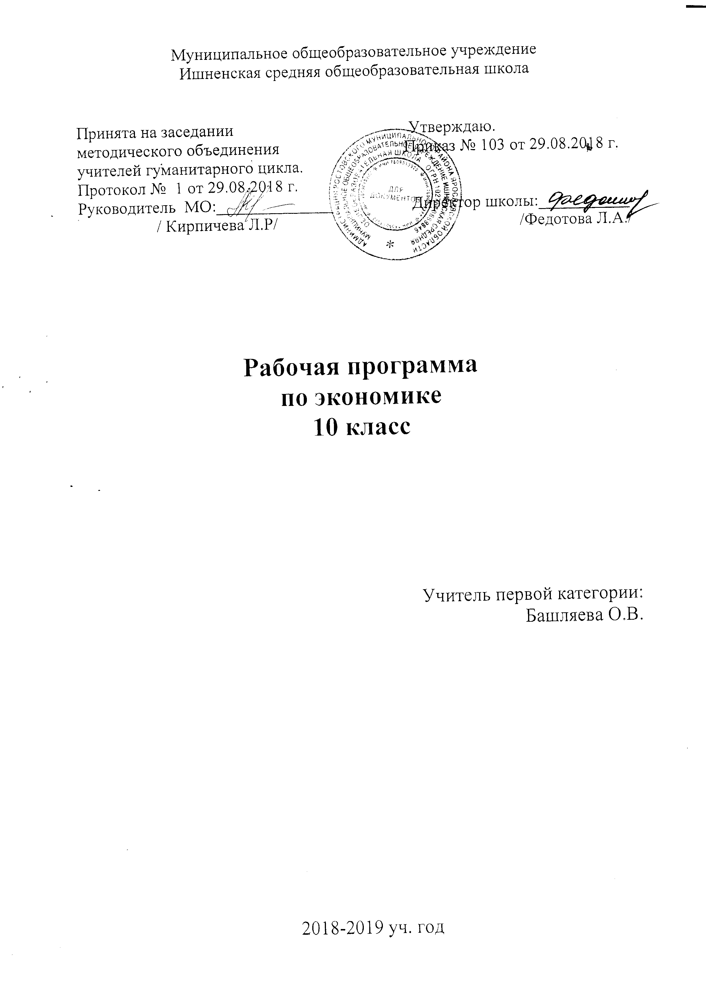 Муниципальное общеобразовательное учреждение
Ишненская средняя общеобразовательная школа
Принята на заседании
методического объединения
учителей гуманитарного цикла.
Протокол № 1 от 29.08.2018 г.
Руководитель МО:
/ Кирпичева Л.Р/
Утверждаю.
Приказ № 103 от 29.08.2018 г.
Директор школы:
/Федотова Л.А./
ДЛЯ
ДОКУМЕНТОВ
Рабочая программа
по экономике
10 класс
Учитель первой категории:
Башляева О.В.
2018-2019 уч. год